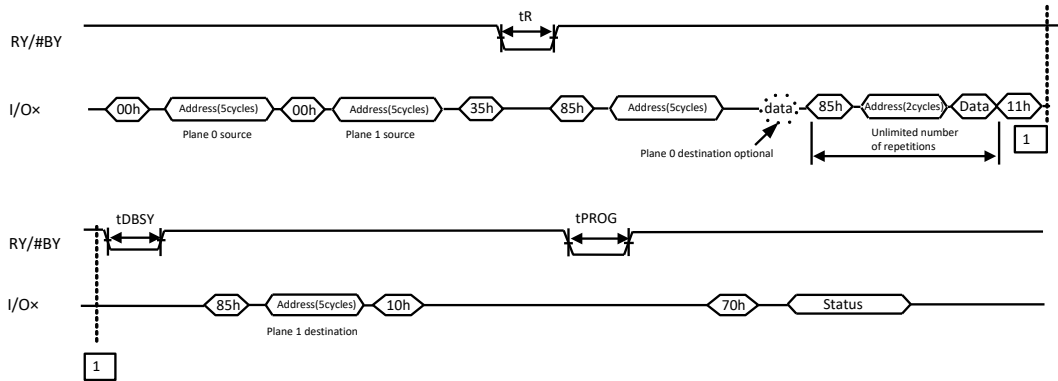 tR
RY/#BY
I/O×
00h
Address(5cycles)
00h
Address(5cycles)
35h
85h
Address(5cycles)
data
85h
Address(2cycles)
Data
11h
Plane 0 source
Plane 1 source
Plane 0 destination optional
Unlimited number
of repetitions
1
tDBSY
tPROG
RY/#BY
I/O×
85h
Address(5cycles)
10h
70h
Status
Plane 1 destination
1